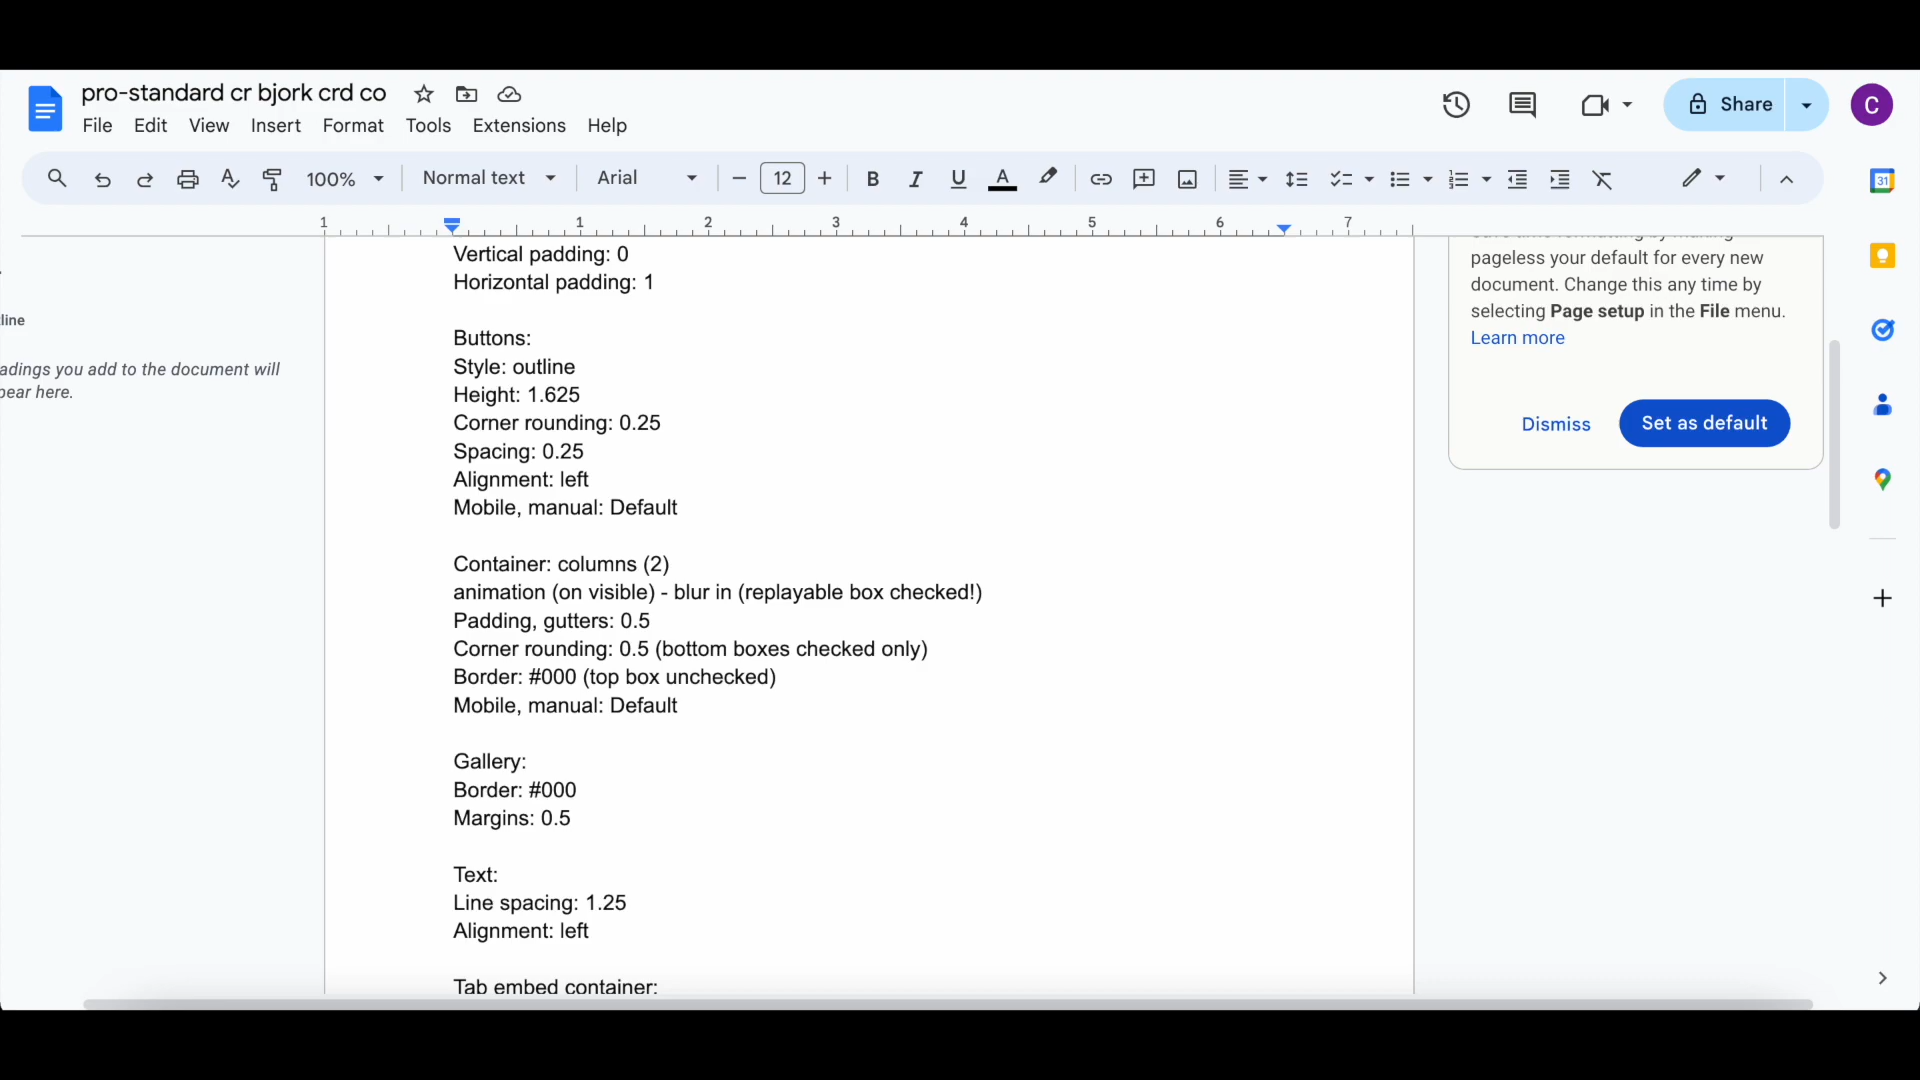 pro-standard cr bjork crd co
File Edit View Insert Format Tools Extensions Help
Share
C
100% Normal text Arial 12
31
1 1 2 3 4 5 6 7
Vertical padding: 0
Horizontal padding: 1
Buttons:
Style: outline
Height: 1.625
Corner rounding: 0.25
Spacing: 0.25
Alignment: left
Mobile, manual: Default
Container: columns (2)
animation (on visible) - blur in (replayable box checked!)
Padding, gutters: 0.5
Corner rounding: 0.5 (bottom boxes checked only)
Border: #000 (top box unchecked)
Mobile, manual: Default
Gallery:
Border: #000
Margins: 0.5
Text:
Line spacing: 1.25
Alignment: left
Tab embed container:
line
adings you add to the document will
pear here.
pageless your default for every new
document. Change this any time by
selecting Page setup in the File menu.
Learn more
Dismiss
Set as default